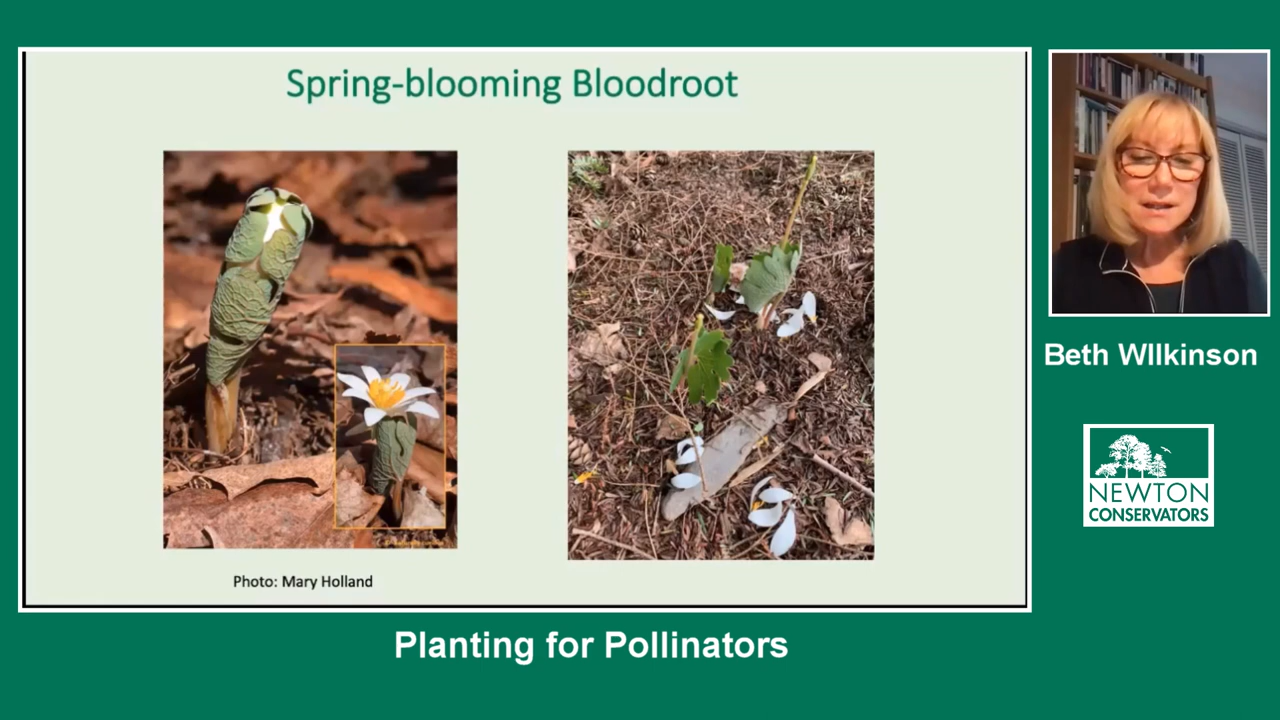 Spring-blooming Bloodroot
Photo: Mary Holland
Beth WIlkinson
NEWTON
CONSERVATORS
Planting for Pollinators